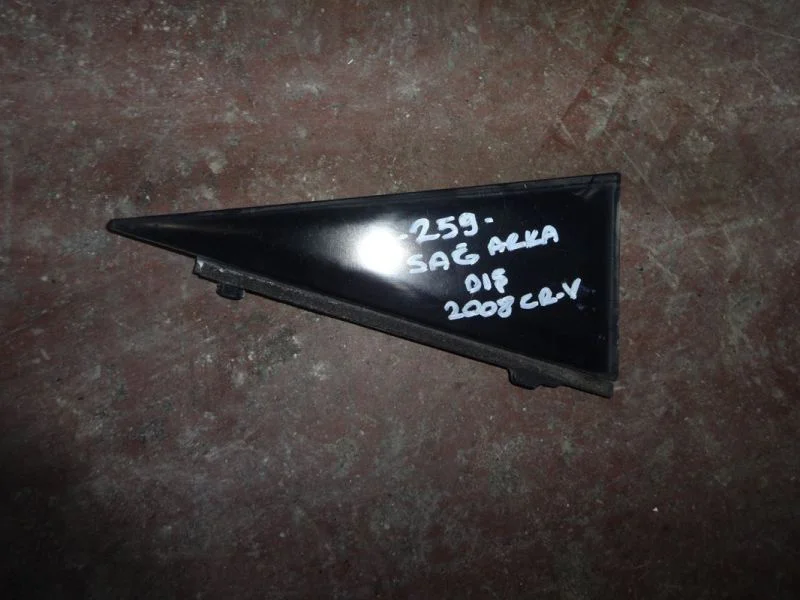 -259-
SAĞ ARKA
DIŞ
2008 CR-V